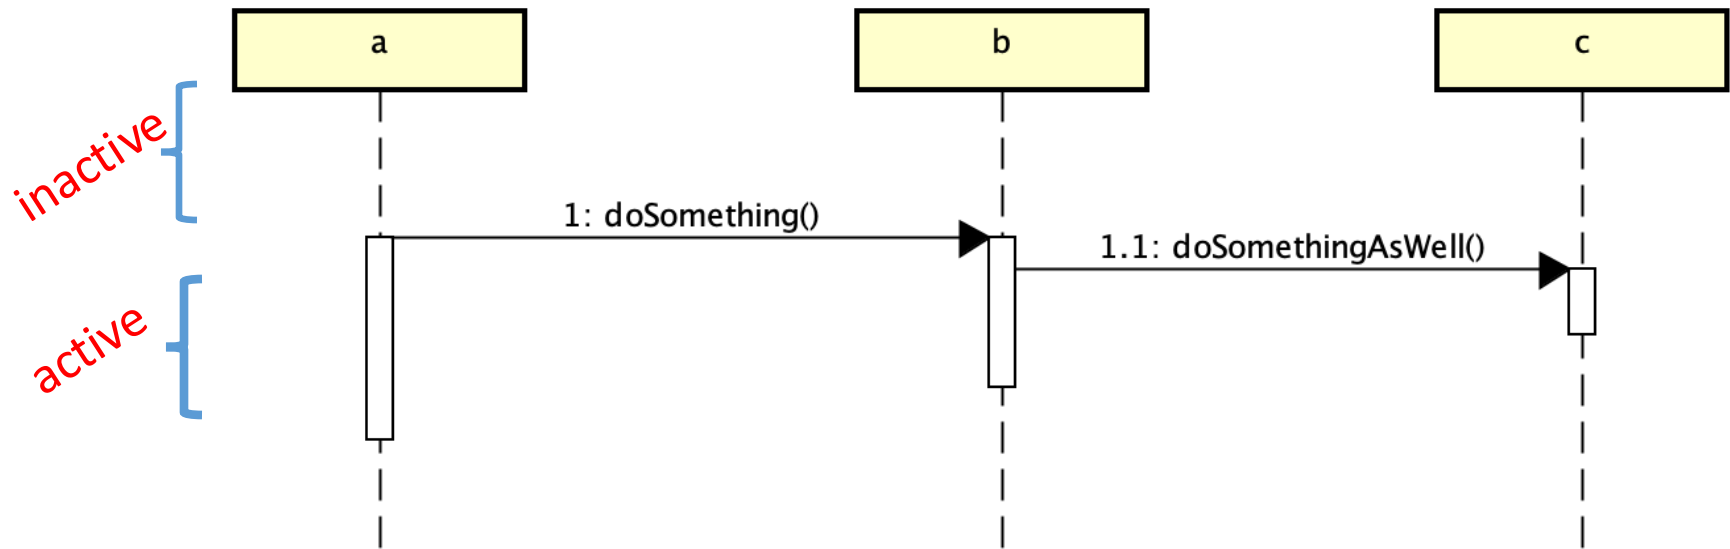 a
b
c
inactive
1: doSomething()
1.1: doSomethingAsWell()
active